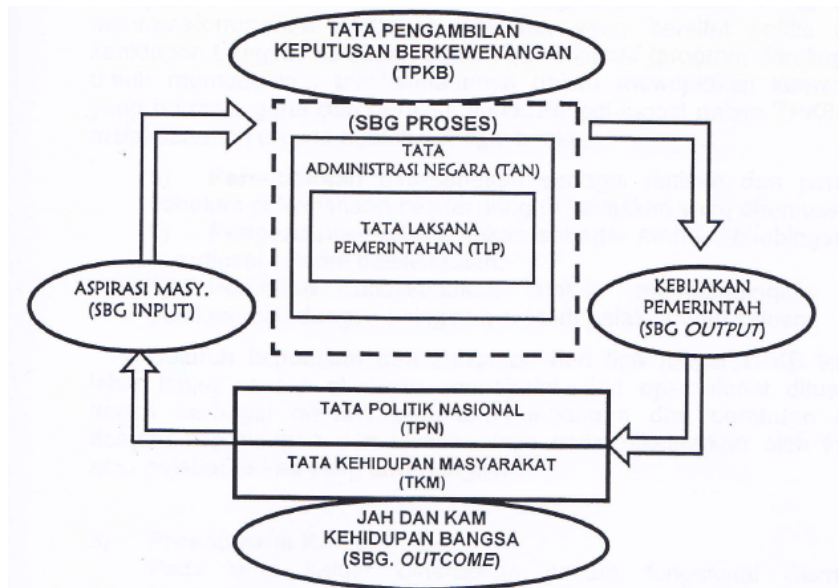 TATA PENGAMBILAN
KEPUTUSAN BERKEWENANGAN
(TPKB)
(SBG PROSES)
TATA
ADMINISTRASI NEGARA (TAN)
TATA LAKSANA
PEMERINTAHAN (TLP)
ASPIRASI MASY.
(SBG INPUT)
KEBIJAKAN
PEMERINTAH
(SBG OUTPUT)
TATA POLITIK NASIONAL
(TPN)
TATA KEHIDUPAN MASYARAKAT
(TKM)
JAH DAN KAM
KEHIDUPAN BANGSA
(SBG. OUTCOME)